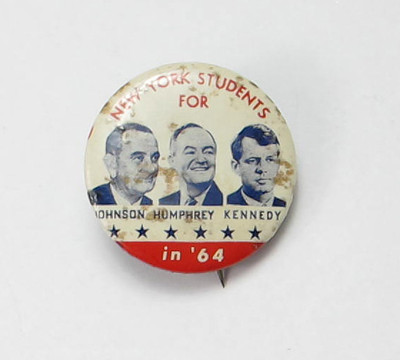 NEW YORK STUDENTS
FOR
JOHNSON HUMPHREY KENNEDY
in '64